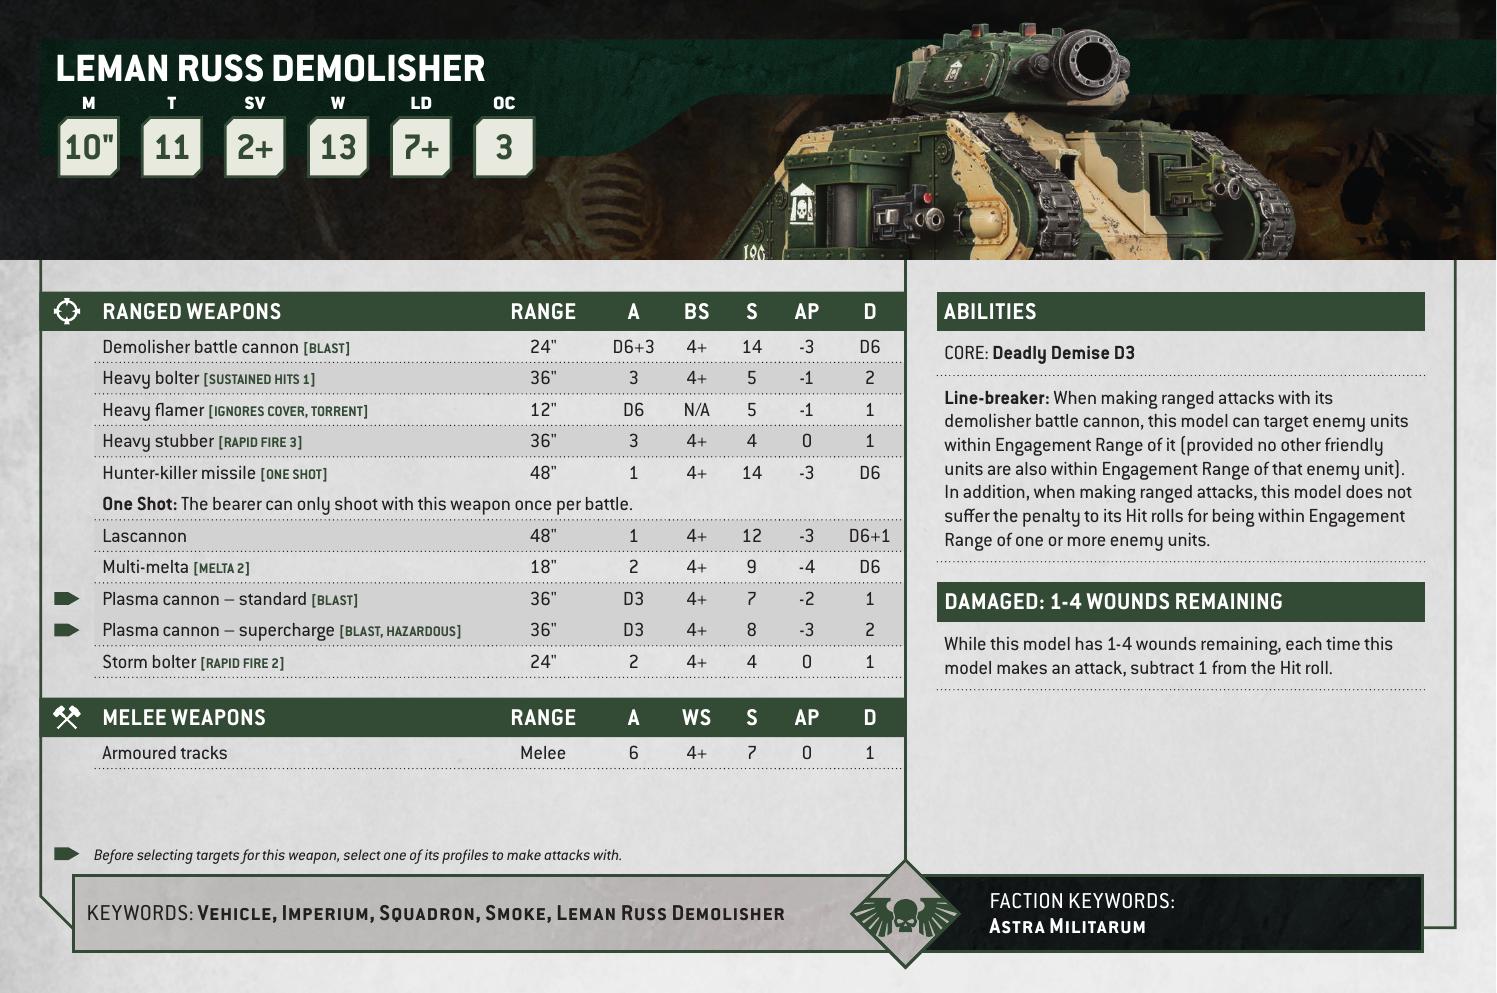 LEMAN RUSS DEMOLISHER
M T SV W LD OC
10" 11 2+ 13 7+ 3
196
RANGED WEAPONS RANGE A BS S AP D
Demolisher battle cannon [BLAST] 24" D6+3 4+ 14 -3 D6
Heavy bolter [SUSTAINED HITS 1] 36" 3 4+ 5 -1 2
Heavy flamer [IGNORES COVER, TORRENT] 12" D6 N/A 5 -1 1
Heavy stubber [RAPID FIRE 3] 36" 3 4+ 4 0 1
Hunter-killer missile [ONE SHOT] 48" 1 4+ 14 -3 D6
One Shot: The bearer can only shoot with this weapon once per battle.
Lascannon 48" 1 4+ 12 -3 D6+1
Multi-melta [MELTA 2] 18" 2 4+ 9 -4 D6
Plasma cannon – standard [BLAST] 36" D3 4+ 7 -2 1
Plasma cannon – supercharge [BLAST, HAZARDOUS] 36" D3 4+ 8 -3 2
Storm bolter [RAPID FIRE 2] 24" 2 4+ 4 0 1
MELEE WEAPONS RANGE A WS S AP D
Armoured tracks Melee 6 4+ 7 0 1
Before selecting targets for this weapon, select one of its profiles to make attacks with.
ABILITIES
CORE: Deadly Demise D3
Line-breaker: When making ranged attacks with its
demolisher battle cannon, this model can target enemy units
within Engagement Range of it (provided no other friendly
units are also within Engagement Range of that enemy unit).
In addition, when making ranged attacks, this model does not
suffer the penalty to its Hit rolls for being within Engagement
Range of one or more enemy units.
DAMAGED: 1-4 WOUNDS REMAINING
While this model has 1-4 wounds remaining, each time this
model makes an attack, subtract 1 from the Hit roll.
KEYWORDS: VEHICLE, IMPERIUM, SQUADRON, SMOKE, LEMAN RUSS DEMOLISHER
FACTION KEYWORDS:
ASTRA MILITARUM